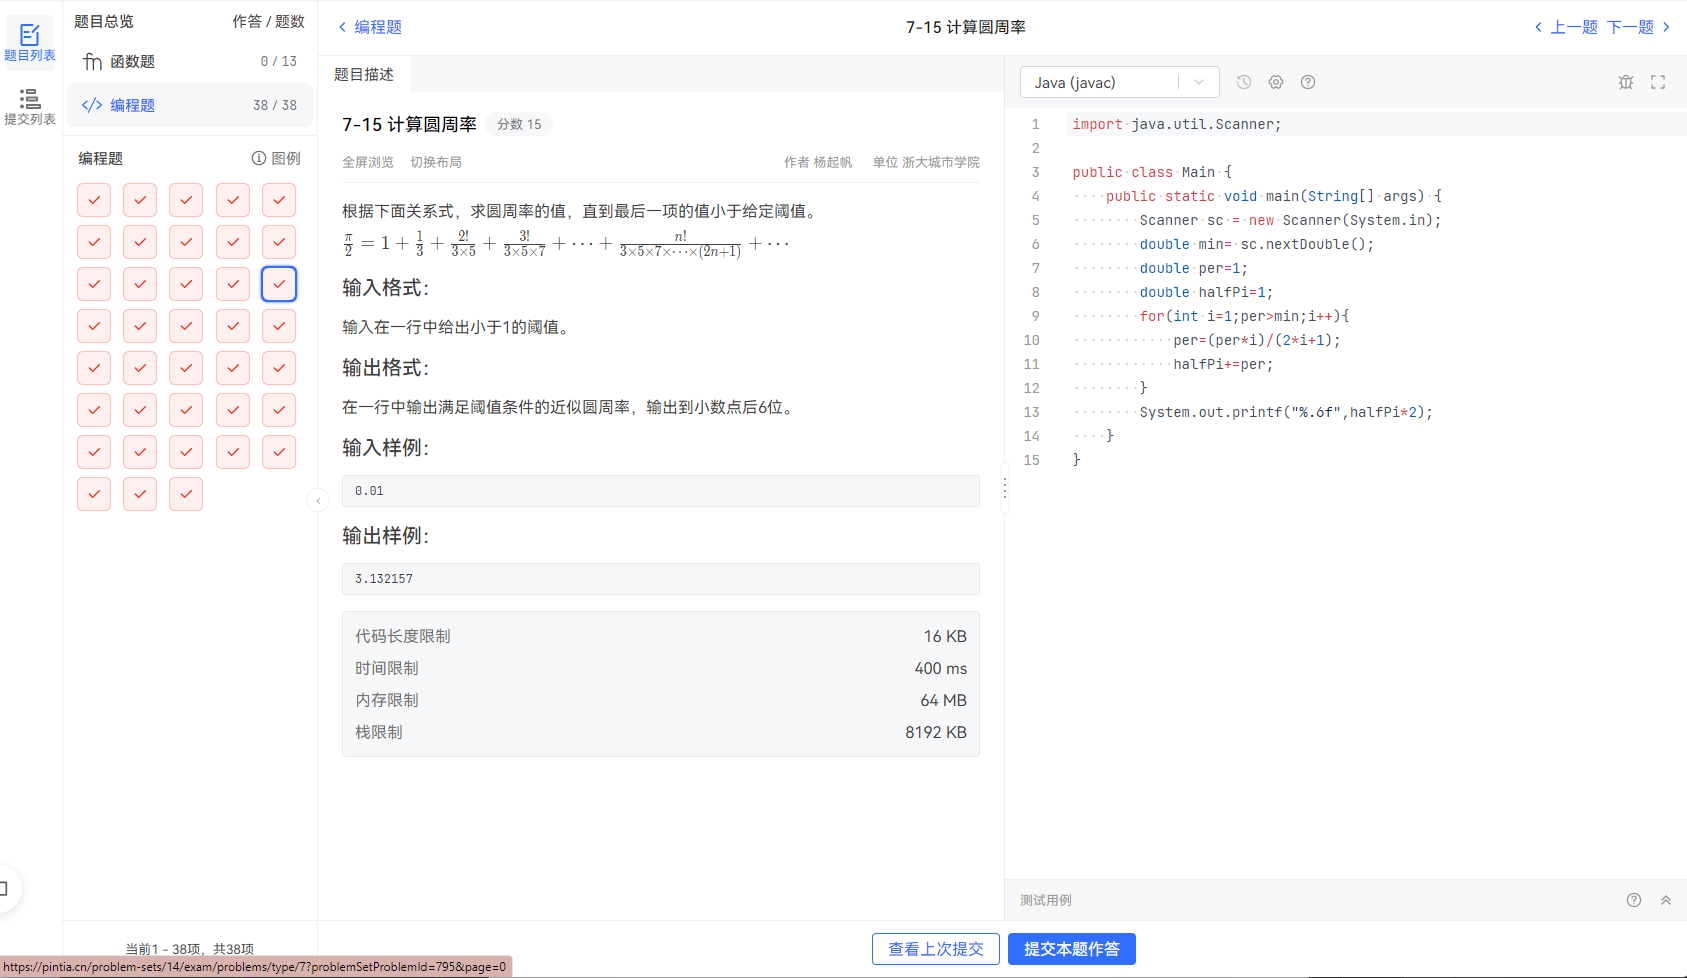 题目列表
提交列表
题目总览 作答 / 题数
函数题 0 / 13
编程题 38 / 38
编程题 图例
当前1 - 38项，共38项
https://pintia.cn/problem-sets/14/exam/problems/type/7?problemSetProblemId=795&page=0
编程题
7-15 计算圆周率
上一题 下一题
题目描述
7-15 计算圆周率 分数 15
全屏浏览 切换布局 作者 杨起帆 单位 浙大城市学院
根据下面关系式，求圆周率的值，直到最后一项的值小于给定阈值。
π/2 = 1 + 1/3 + 2!/(3×5) + 3!/(3×5×7) + ⋯ + n!/(3×5×7×⋯×(2n+1)) + ⋯
输入格式：
输入在一行中给出小于1的阈值。
输出格式：
在一行中输出满足阈值条件的近似圆周率，输出到小数点后6位。
输入样例：
0.01
输出样例：
3.132157
代码长度限制 16 KB
时间限制 400 ms
内存限制 64 MB
栈限制 8192 KB
Java (javac)
1 import java.util.Scanner;
2
3 public class Main {
4     public static void main(String[] args) {
5         Scanner sc = new Scanner(System.in);
6         double min= sc.nextDouble();
7         double per=1;
8         double halfPi=1;
9         for(int i=1;per>min;i++){
10             per=(per*i)/(2*i+1);
11             halfPi+=per;
12         }
13         System.out.printf("%.6f",halfPi*2);
14     }
15 }
测试用例
查看上次提交 提交本题作答